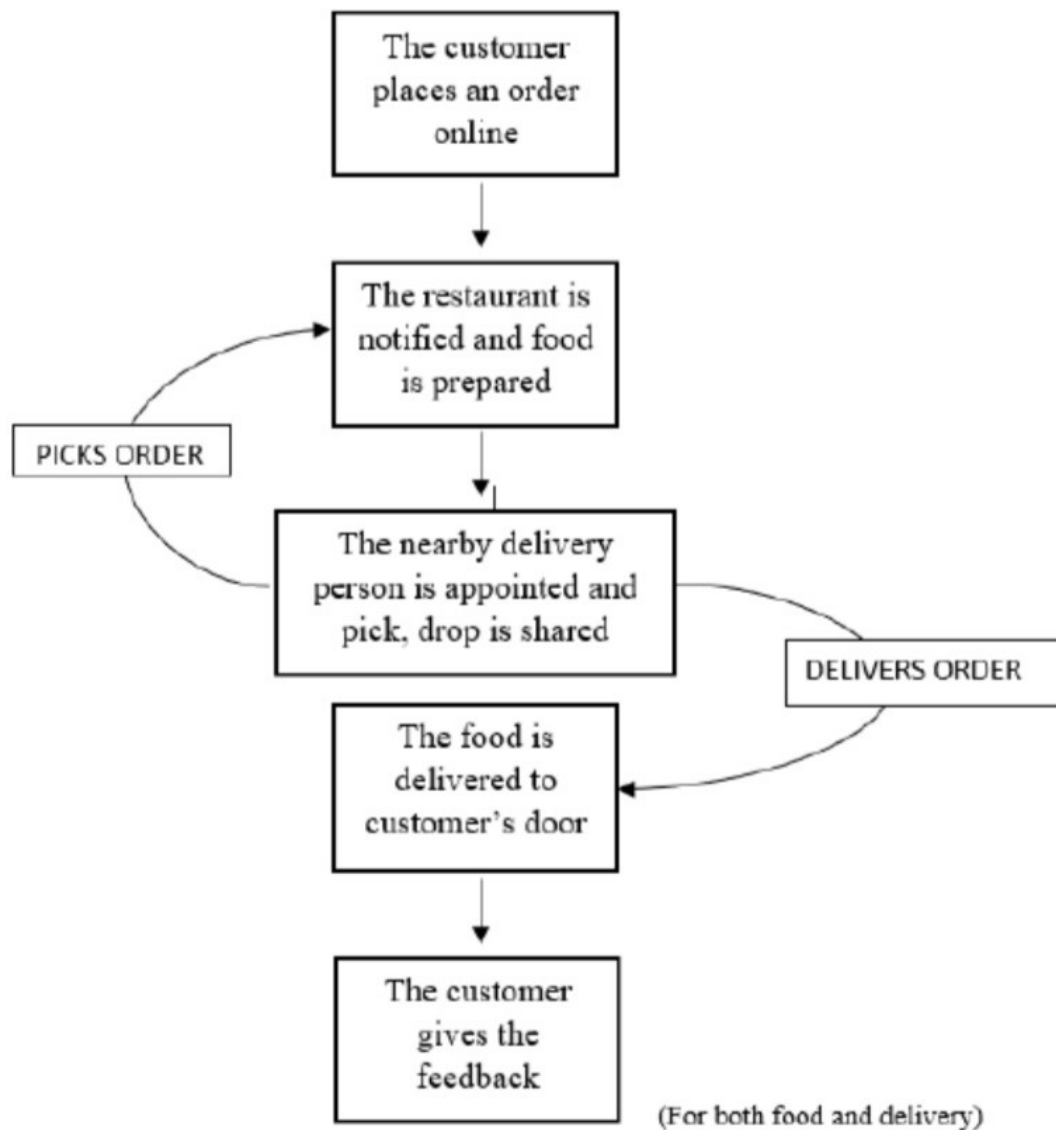 The customer
places an order
online
The restaurant is
notified and food
is prepared
PICKS ORDER
The nearby delivery
person is appointed and
pick, drop is shared
DELIVERS ORDER
The food is
delivered to
customer’s door
The customer
gives the
feedback
(For both food and delivery)